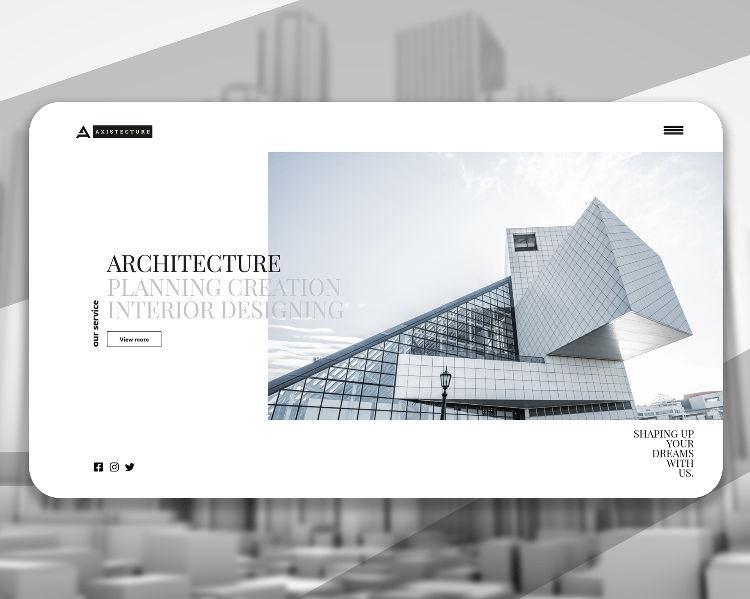 AXISTECTURE
ARCHITECTURE
PLANNING CREATION
INTERIOR DESIGNING
our service
View more
SHAPING UP
YOUR
DREAMS
WITH
US.